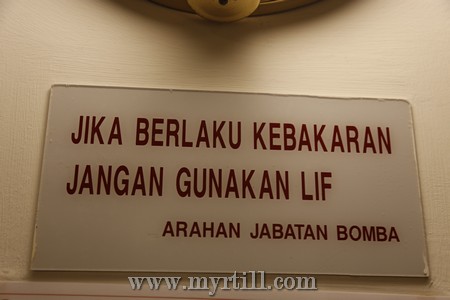 JIKA BERLAKU KEBAKARAN
JANGAN GUNAKAN LIF
ARAHAN JABATAN BOMBA
www.myrtill.com